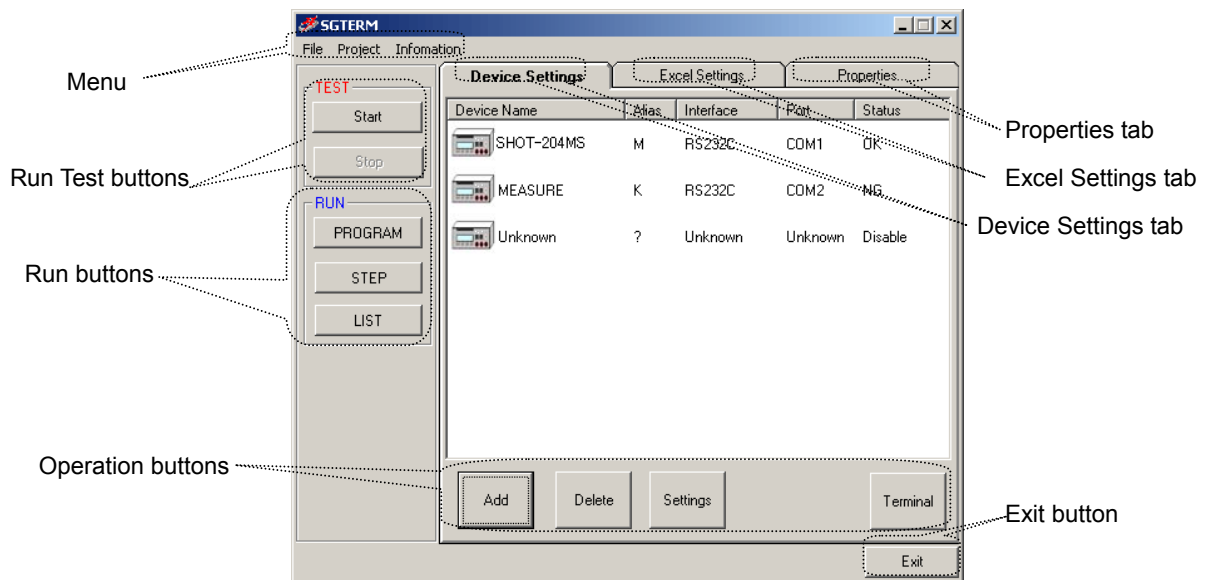 SGTERM
File Project Infomation
Menu
TEST
Start
Stop
Run Test buttons
RUN
PROGRAM
STEP
LIST
Run buttons
Device Settings Excel Settings Properties
Device Name Alias Interface Port Status
SHOT-204MS M RS232C COM1 OK
MEASURE K RS232C COM2 NG
Unknown ? Unknown Unknown Disable
Properties tab
Excel Settings tab
Device Settings tab
Operation buttons
Add Delete Settings Terminal
Exit button
Exit